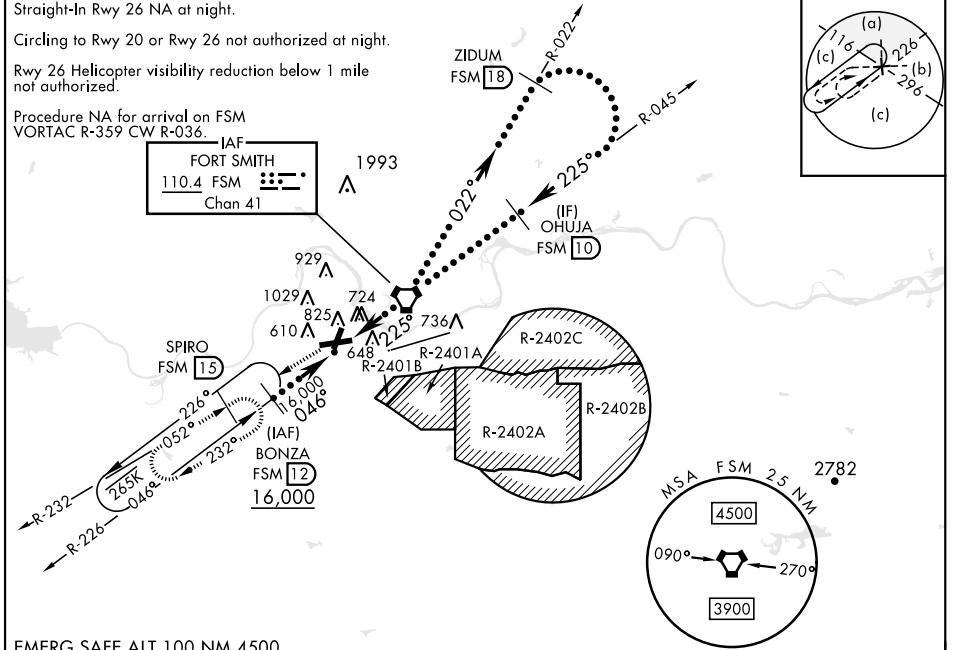 Straight-In Rwy 26 NA at night.
Circling to Rwy 20 or Rwy 26 not authorized at night.
Rwy 26 Helicopter visibility reduction below 1 mile
not authorized.
Procedure NA for arrival on FSM
VORTAC R-359 CW R-036.
IAF
FORT SMITH
110.4 FSM
Chan 41
1993
ZIDUM
FSM 18
R-022
R-045
022°
225°
(IF)
OHUJA
FSM 10
(a)
116
226
(c)
(b)
296
(c)
929
1029
724
825
610
648
225°
736
R-2401A
R-2401B
R-2402C
R-2402B
R-2402A
SPIRO
FSM 15
226°
052°
232°
16,000
046°
(IAF)
BONZA
FSM 12
16,000
265K
046°
R-232
R-226
MSA FSM 25 NM
4500
090°
270°
3900
2782
EMERG SAFE ALT 100 NM 4500